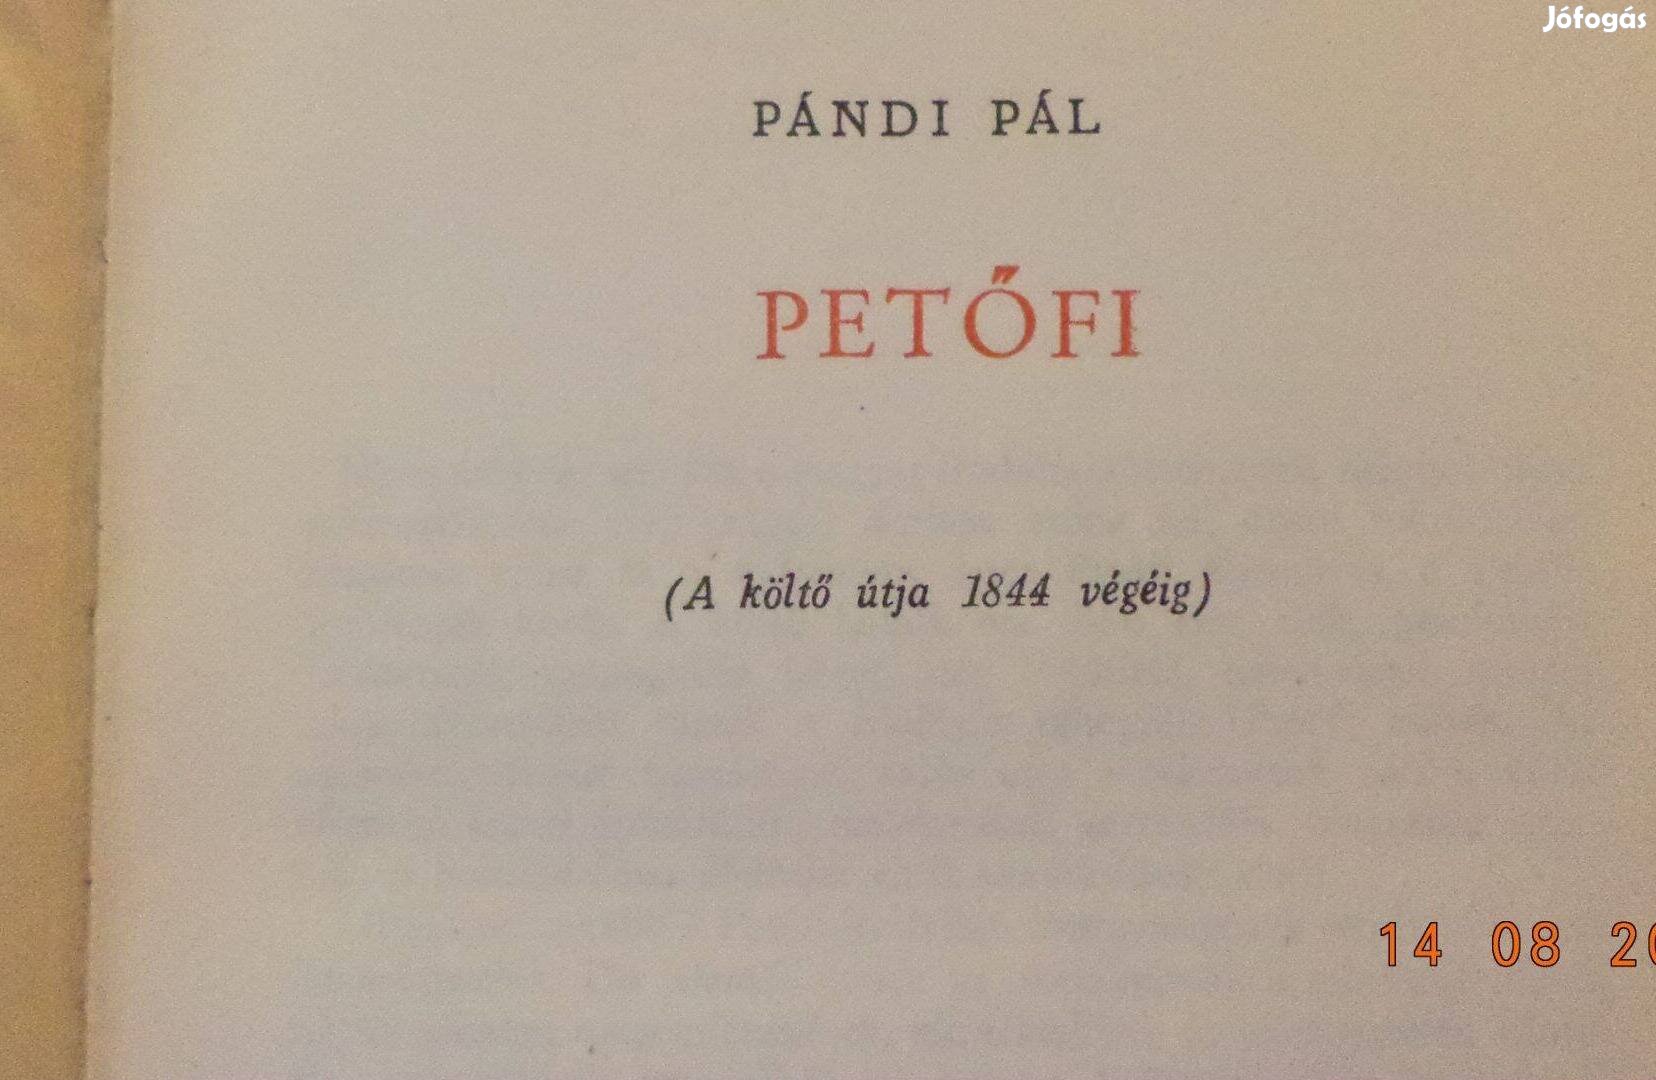 Jófogás
PÁNDI PÁL
PETŐFI
(A költő útja 1844 végéig)
14 08 20